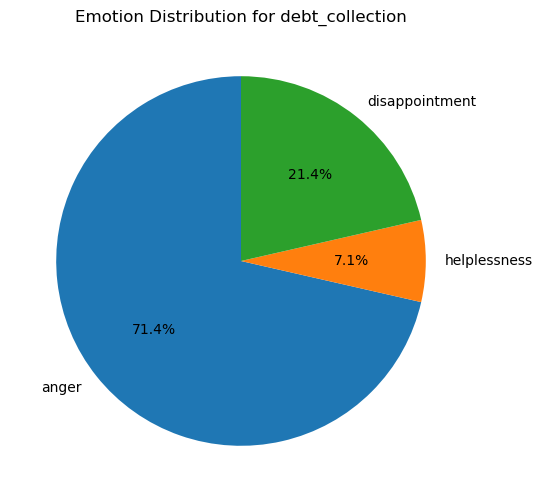 Emotion Distribution for debt_collection
disappointment
21.4%
7.1%
helplessness
71.4%
anger